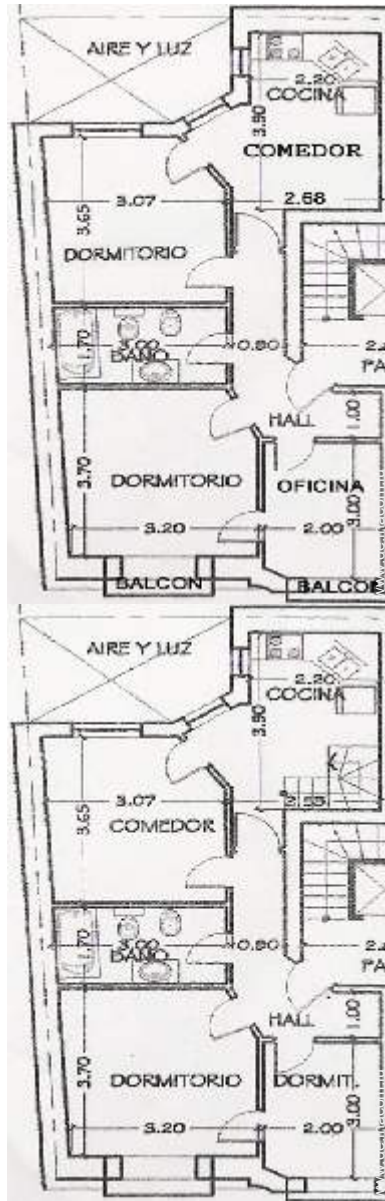 AIRE Y LUZ
2.20
COCINA
3.90
COMEDOR
3.65
3.07
2.68
DORMITORIO
3.00
0.90
1.70
BAÑO
HALL
1.00
3.70
DORMITORIO
OFICINA
3.20
2.00
3.00
BALCON
BALCON
AIRE Y LUZ
2.20
COCINA
3.90
3.65
3.07
2.55
COMEDOR
3.00
0.90
1.70
BAÑO
HALL
1.00
3.70
DORMITORIO
DORMIT.
3.20
2.00
3.00